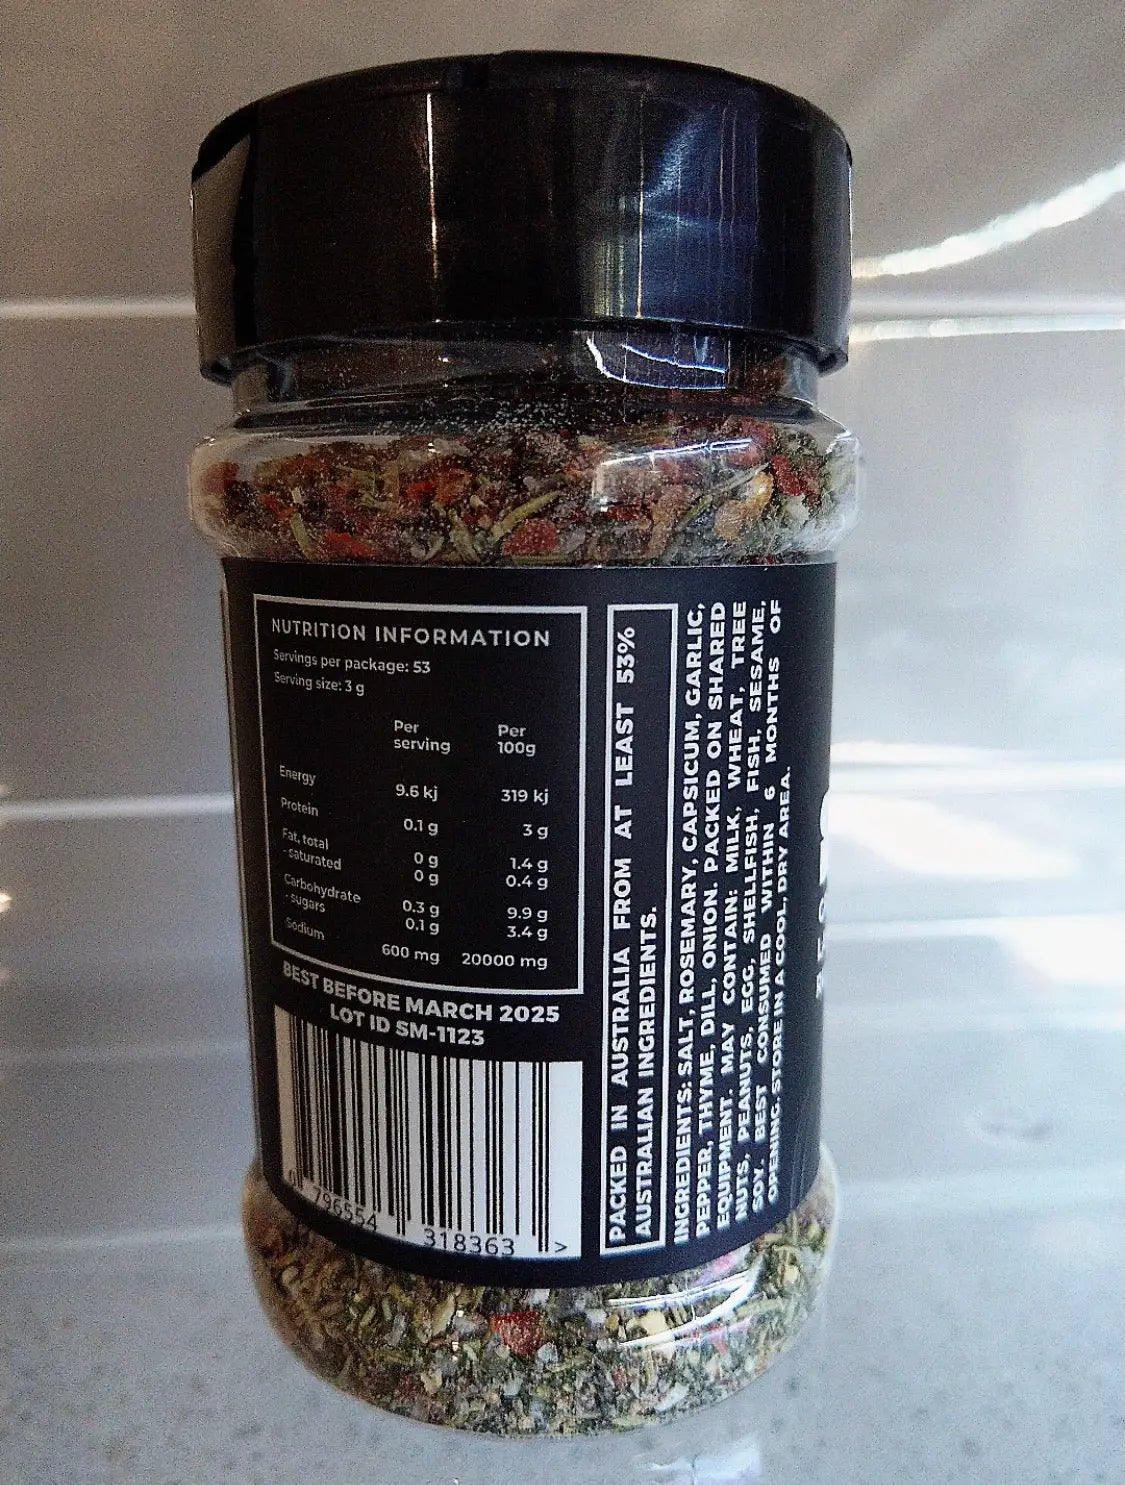 NUTRITION INFORMATION
Servings per package: 53
Serving size: 3 g
Per serving Per 100g
Energy 9.6 kj 319 kj
Protein 0.1 g 3 g
Fat, total 0 g 1.4 g
- saturated 0 g 0.4 g
Carbohydrate 0.3 g 9.9 g
- sugars 0.1 g 3.4 g
Sodium 600 mg 20000 mg
BEST BEFORE MARCH 2025
LOT ID SM-1123
0 796554 318363 >
PACKED IN AUSTRALIA FROM AT LEAST 53%
AUSTRALIAN INGREDIENTS.
INGREDIENTS: SALT, ROSEMARY, CAPSICUM, GARLIC,
PEPPER, THYME, DILL, ONION. PACKED ON SHARED
EQUIPMENT. MAY CONTAIN: MILK, WHEAT, TREE
NUTS, PEANUTS, EGG, SHELLFISH, FISH, SESAME,
SOY. BEST CONSUMED WITHIN 6 MONTHS OF
OPENING. STORE IN A COOL, DRY AREA.